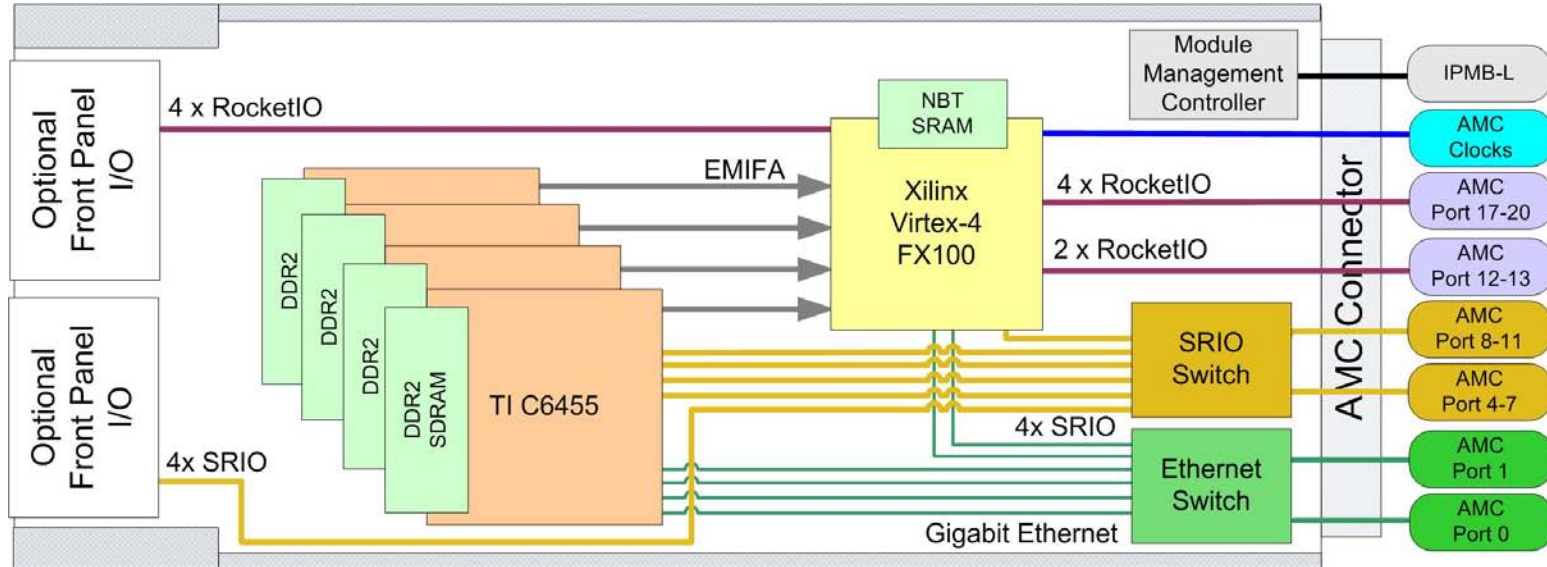 Optional
Front Panel
I/O
4 x RocketIO
Optional
Front Panel
I/O
4x SRIO
DDR2
DDR2
DDR2
DDR2
SDRAM
TI C6455
EMIFA
NBT
SRAM
Xilinx
Virtex-4
FX100
4 x RocketIO
2 x RocketIO
Module
Management
Controller
SRIO
Switch
4x SRIO
Ethernet
Switch
Gigabit Ethernet
AMC Connector
IPMB-L
AMC
Clocks
AMC
Port 17-20
AMC
Port 12-13
AMC
Port 8-11
AMC
Port 4-7
AMC
Port 1
AMC
Port 0